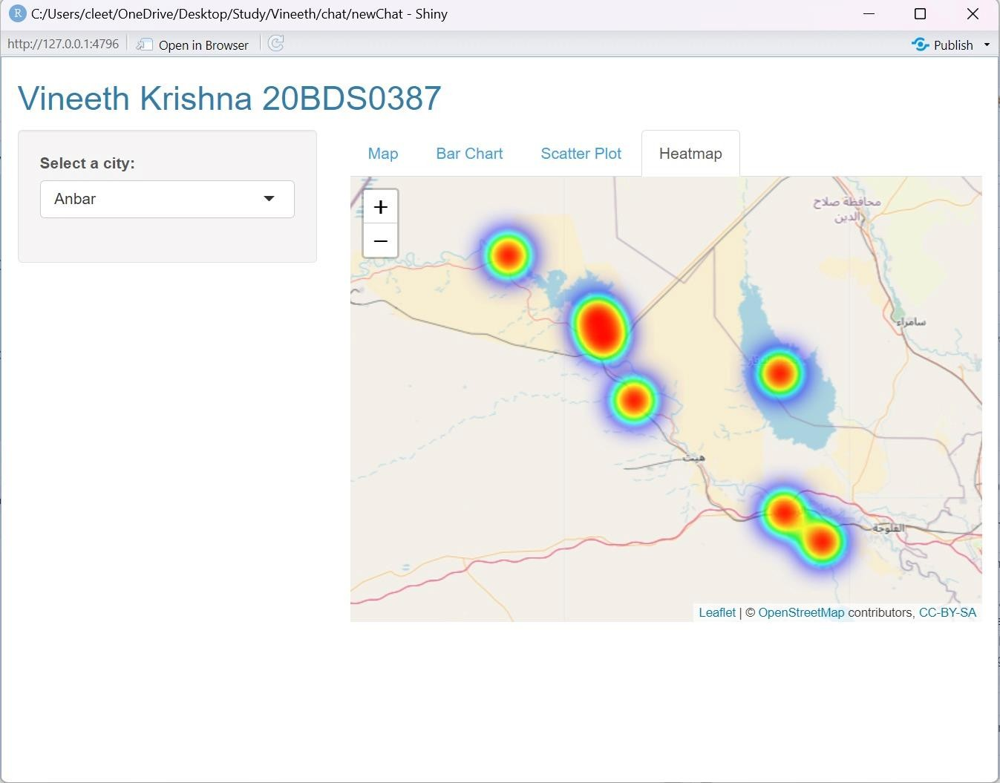 R C:/Users/cleet/OneDrive/Desktop/Study/Vineeth/chat/newChat - Shiny
http://127.0.0.1:4796 Open in Browser Publish
Vineeth Krishna 20BDS0387
Select a city:
Anbar
Map Bar Chart Scatter Plot Heatmap
+
−
محافظة صلاح
الدين
سامراء
هيت
الفلوجة
Leaflet | © OpenStreetMap contributors, CC-BY-SA